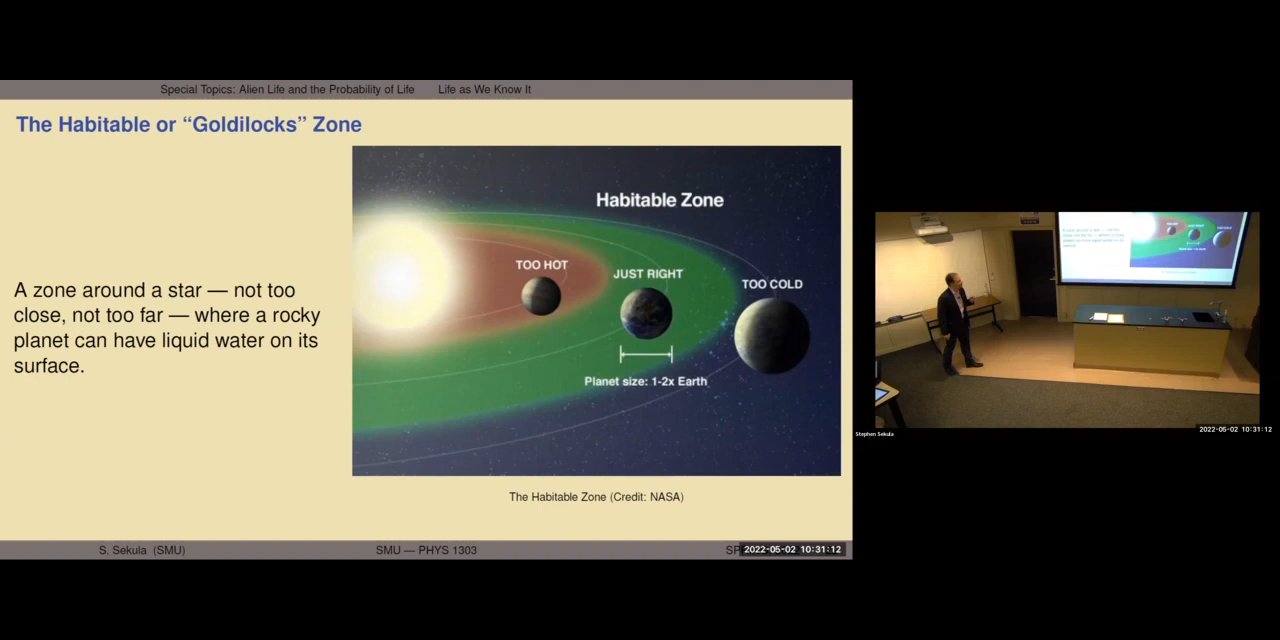 Special Topics: Alien Life and the Probability of Life Life as We Know It
The Habitable or “Goldilocks” Zone
A zone around a star — not too
close, not too far — where a rocky
planet can have liquid water on its
surface.
Habitable Zone
TOO HOT
JUST RIGHT
TOO COLD
Planet size: 1-2x Earth
The Habitable Zone (Credit: NASA)
S. Sekula (SMU)
SMU — PHYS 1303
SP
2022-05-02 10:31:12
Stephen Sekula
2022-05-02 10:31:12